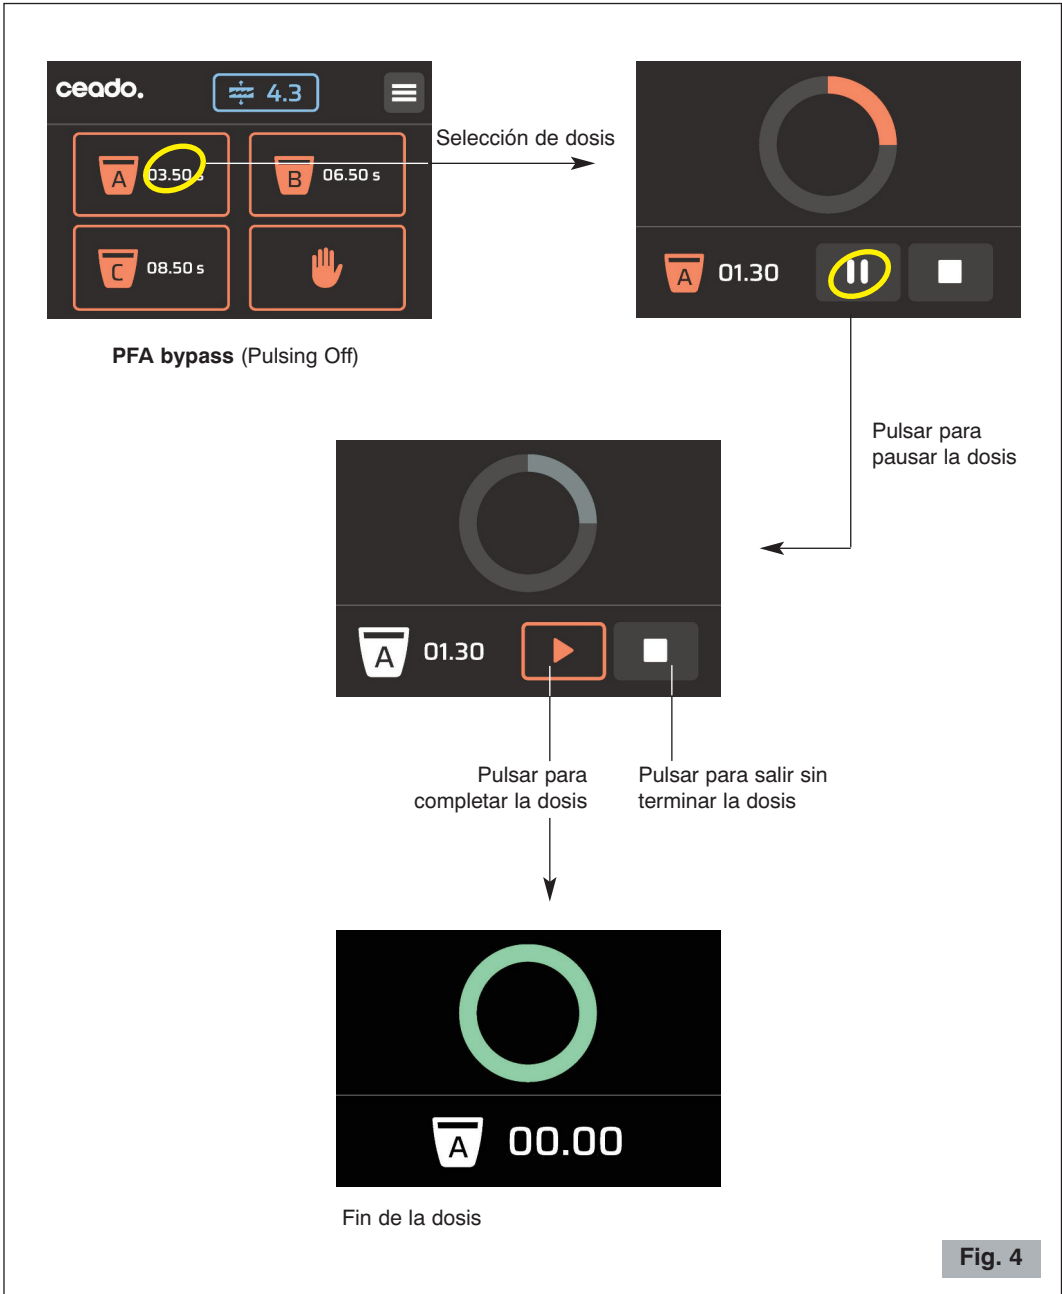 ceado.
4.3
A 03.50 s
B 06.50 s
C 08.50 s
PFA bypass (Pulsing Off)
Selección de dosis
A 01.30
Pulsar para
pausar la dosis
A 01.30
Pulsar para
completar la dosis
Pulsar para salir sin
terminar la dosis
A 00.00
Fin de la dosis
Fig. 4